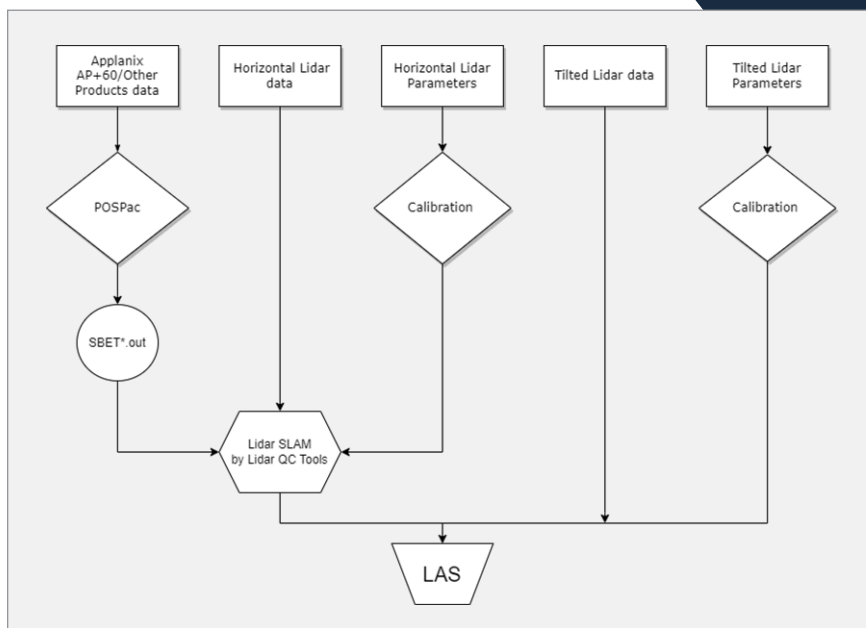 Applanix
AP+60/Other
Products data
Horizontal Lidar
data
Horizontal Lidar
Parameters
Tilted Lidar data
Tilted Lidar
Parameters
POSPac
Calibration
Calibration
SBET*.out
Lidar SLAM
by Lidar QC Tools
LAS